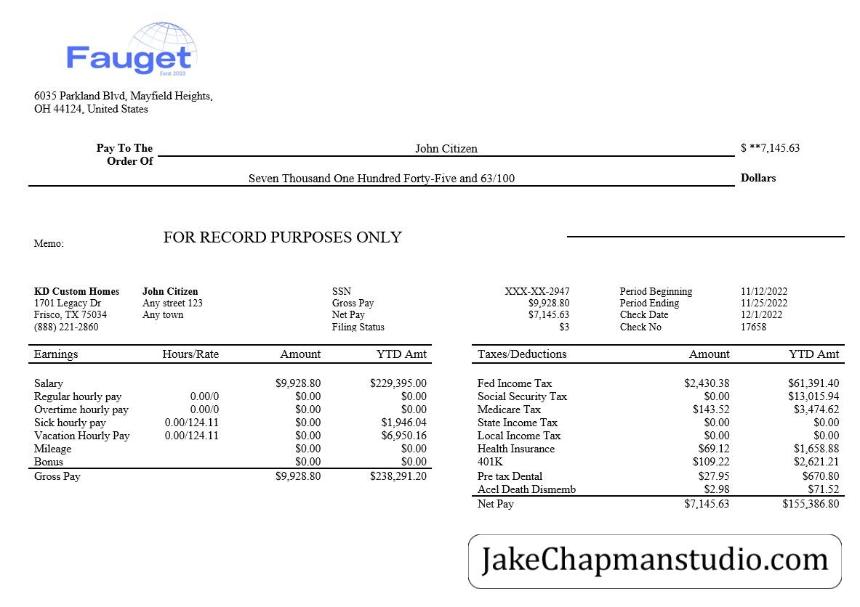 Fauget
Estd 2010
6035 Parkland Blvd, Mayfield Heights,
OH 44124, United States
Pay To The Order Of John Citizen $ **7,145.63
Seven Thousand One Hundred Forty-Five and 63/100 Dollars
Memo: FOR RECORD PURPOSES ONLY
KD Custom Homes John Citizen SSN XXX-XX-2947 Period Beginning 11/12/2022
1701 Legacy Dr Any street 123 Gross Pay $9,928.80 Period Ending 11/25/2022
Frisco, TX 75034 Any town Net Pay $7,145.63 Check Date 12/1/2022
(888) 221-2860 Filing Status $3 Check No 17658
Earnings Hours/Rate Amount YTD Amt
Salary $9,928.80 $229,395.00
Regular hourly pay 0.00/0 $0.00 $0.00
Overtime hourly pay 0.00/0 $0.00 $0.00
Sick hourly pay 0.00/124.11 $0.00 $1,946.04
Vacation Hourly Pay 0.00/124.11 $0.00 $6,950.16
Mileage $0.00 $0.00
Bonus $0.00 $0.00
Gross Pay $9,928.80 $238,291.20
Taxes/Deductions Amount YTD Amt
Fed Income Tax $2,430.38 $61,391.40
Social Security Tax $0.00 $13,015.94
Medicare Tax $143.52 $3,474.62
State Income Tax $0.00 $0.00
Local Income Tax $0.00 $0.00
Health Insurance $69.12 $1,658.88
401K $109.22 $2,621.21
Pre tax Dental $27.95 $670.80
Acel Death Dismemb $2.98 $71.52
Net Pay $7,145.63 $155,386.80
JakeChapmanstudio.com